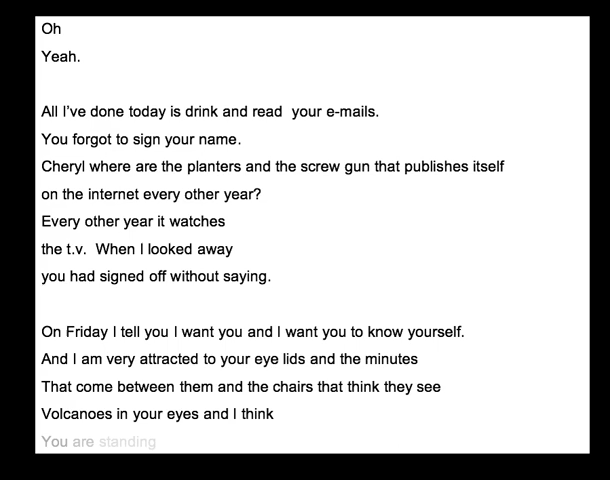 Oh
Yeah.
All I've done today is drink and read  your e-mails.
You forgot to sign your name.
Cheryl where are the planters and the screw gun that publishes itself
on the internet every other year?
Every other year it watches
the t.v.  When I looked away
you had signed off without saying.
On Friday I tell you I want you and I want you to know yourself.
And I am very attracted to your eye lids and the minutes
That come between them and the chairs that think they see
Volcanoes in your eyes and I think
You are standing